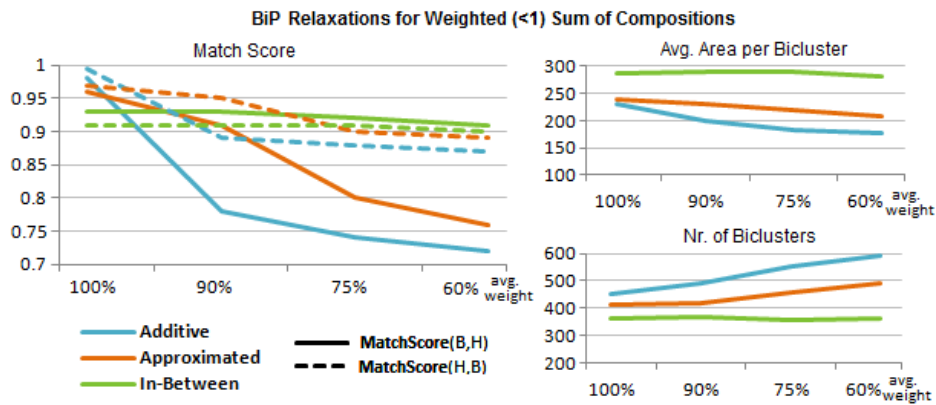 BiP Relaxations for Weighted (<1) Sum of Compositions
Match Score
1
0.95
0.9
0.85
0.8
0.75
0.7
100% 90% 75% 60% avg. weight
Additive
Approximated
In-Between
MatchScore(B,H)
MatchScore(H,B)
Avg. Area per Bicluster
300
250
200
150
100
100% 90% 75% 60% avg. weight
Nr. of Biclusters
600
500
400
300
200
100% 90% 75% 60% avg. weight